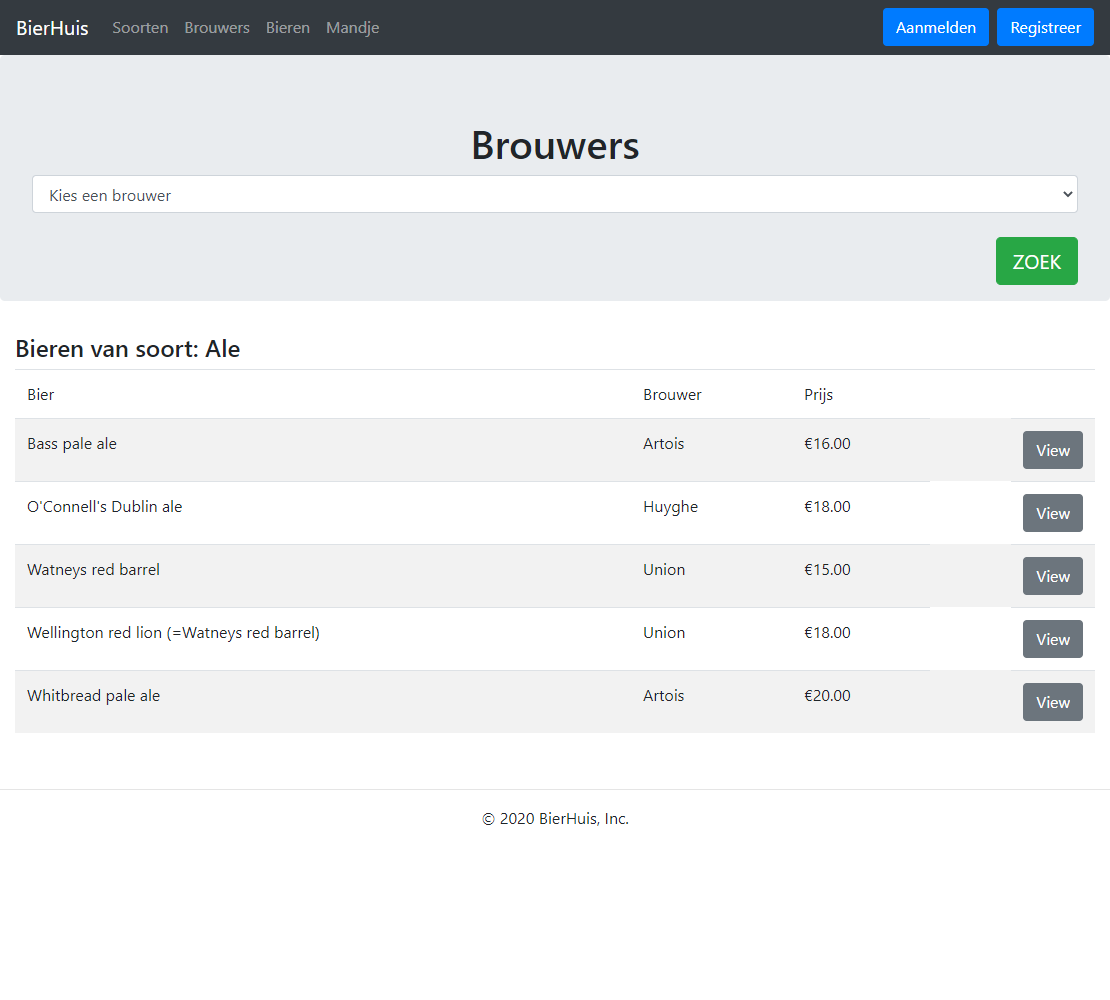 BierHuis Soorten Brouwers Bieren Mandje Aanmelden Registreer
Brouwers
Kies een brouwer
ZOEK
Bieren van soort: Ale
Bier Brouwer Prijs
Bass pale ale Artois €16.00 View
O'Connell's Dublin ale Huyghe €18.00 View
Watneys red barrel Union €15.00 View
Wellington red lion (=Watneys red barrel) Union €18.00 View
Whitbread pale ale Artois €20.00 View
© 2020 BierHuis, Inc.